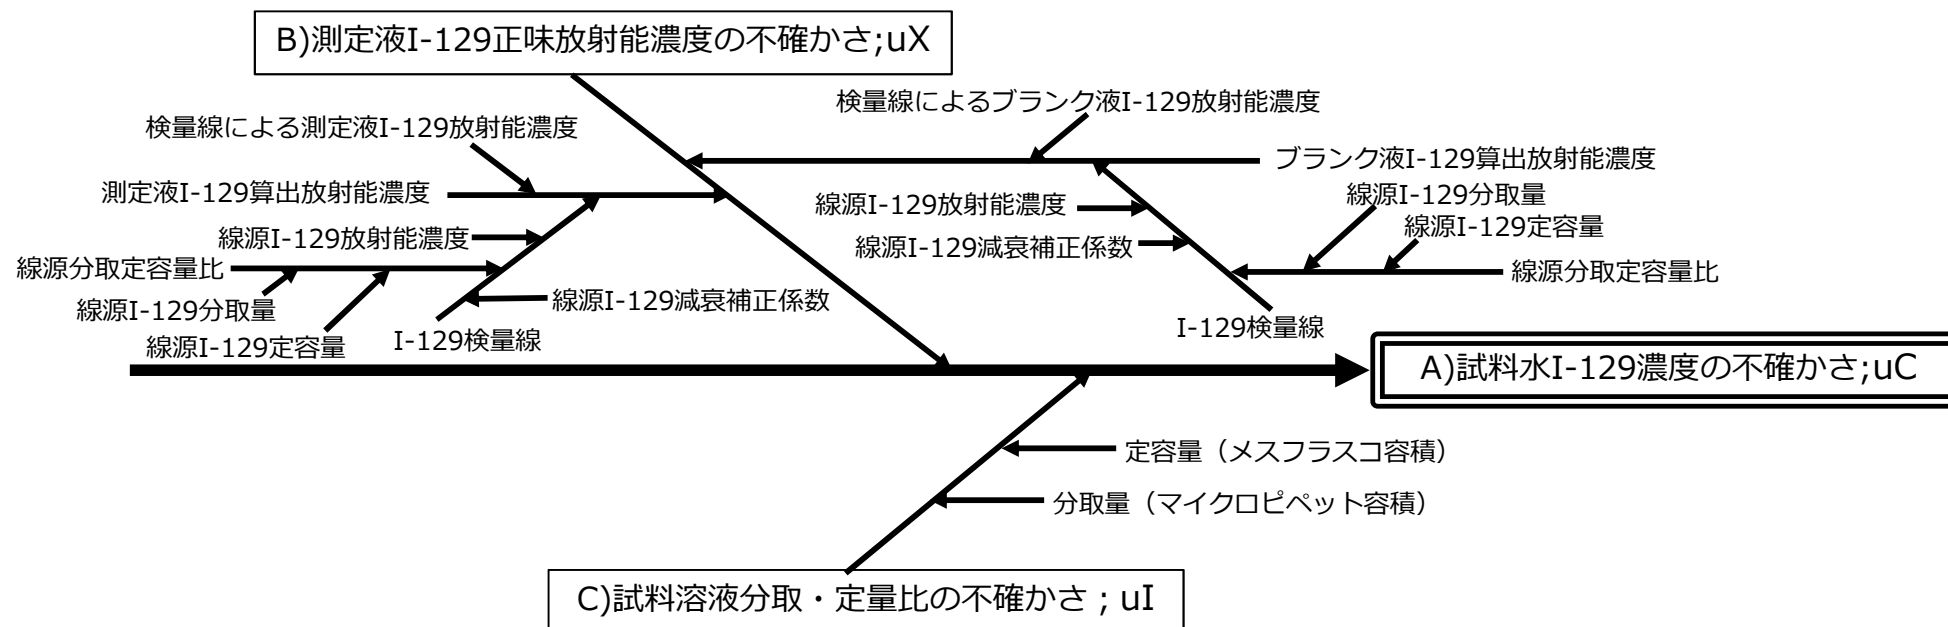 B)測定液I-129正味放射能濃度の不確かさ;uX
検量線によるブランク液I-129放射能濃度
検量線による測定液I-129放射能濃度
ブランク液I-129算出放射能濃度
測定液I-129算出放射能濃度
線源I-129放射能濃度
線源I-129分取量
線源I-129定容量
線源I-129放射能濃度
線源I-129減衰補正係数
線源分取定容量比
線源分取定容量比
線源I-129分取量
線源I-129減衰補正係数
線源I-129定容量
I-129検量線
I-129検量線
A)試料水I-129濃度の不確かさ;uC
定容量（メスフラスコ容積）
分取量（マイクロピペット容積）
C)試料溶液分取・定量比の不確かさ；uI